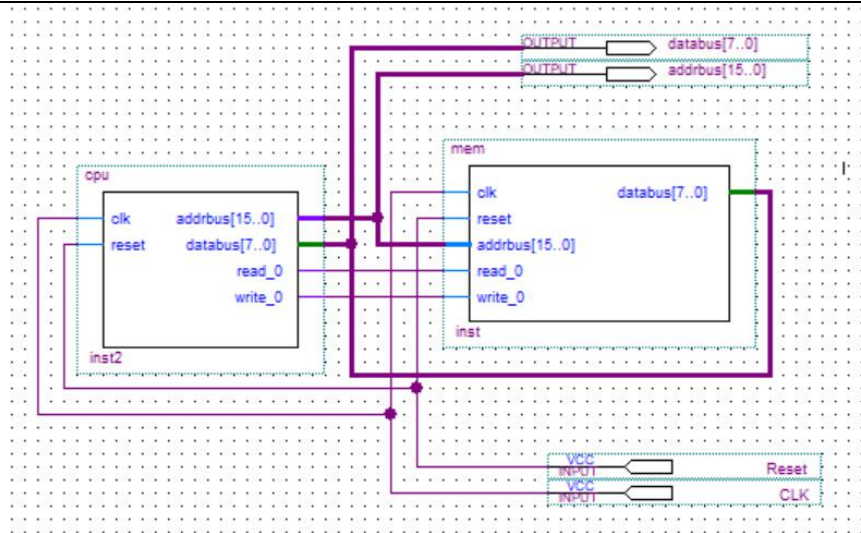 OUTPUT databus[7..0]
OUTPUT addrbus[15..0]
mem
cpu
clk databus[7..0]
clk addrbus[15..0]
reset
reset databus[7..0]
addrbus[15..0]
read_0
read_0
write_0
write_0
inst
inst2
VCC
INPUT Reset
VCC
INPUT CLK